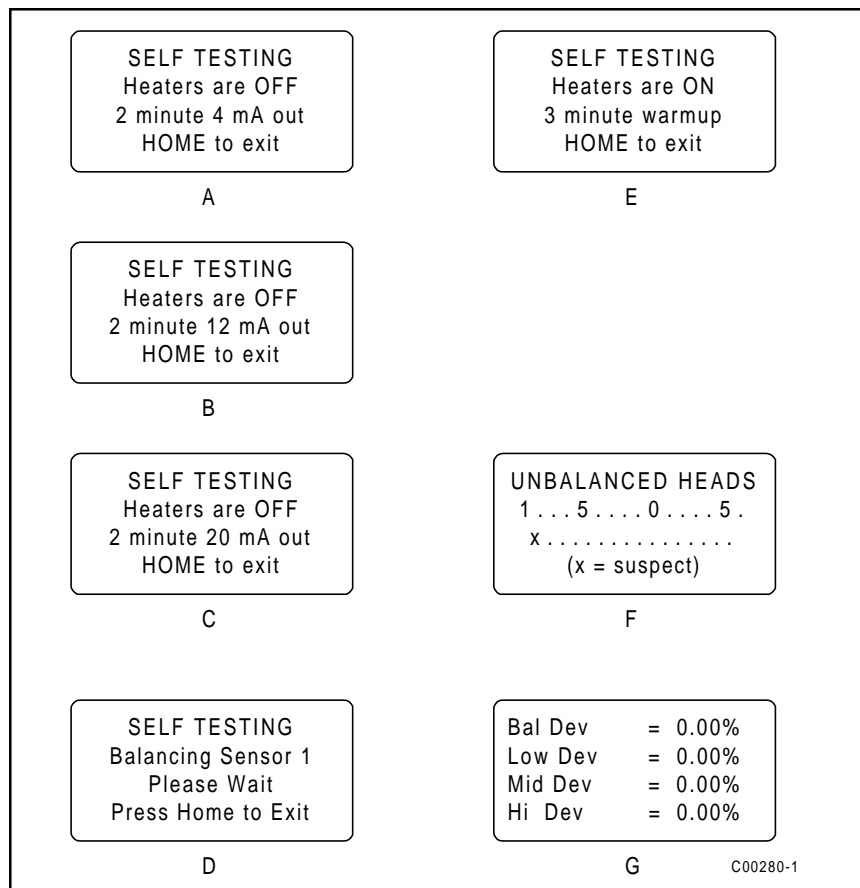 SELF TESTING
Heaters are OFF
2 minute 4 mA out
HOME to exit
A
SELF TESTING
Heaters are OFF
2 minute 12 mA out
HOME to exit
B
SELF TESTING
Heaters are OFF
2 minute 20 mA out
HOME to exit
C
SELF TESTING
Balancing Sensor 1
Please Wait
Press Home to Exit
D
SELF TESTING
Heaters are ON
3 minute warmup
HOME to exit
E
UNBALANCED HEADS
1 . . . 5 . . . . 0 . . . . 5 .
x . . . . . . . . . . . . . . .
(x = suspect)
F
Bal Dev = 0.00%
Low Dev = 0.00%
Mid Dev = 0.00%
Hi Dev = 0.00%
G
C00280-1